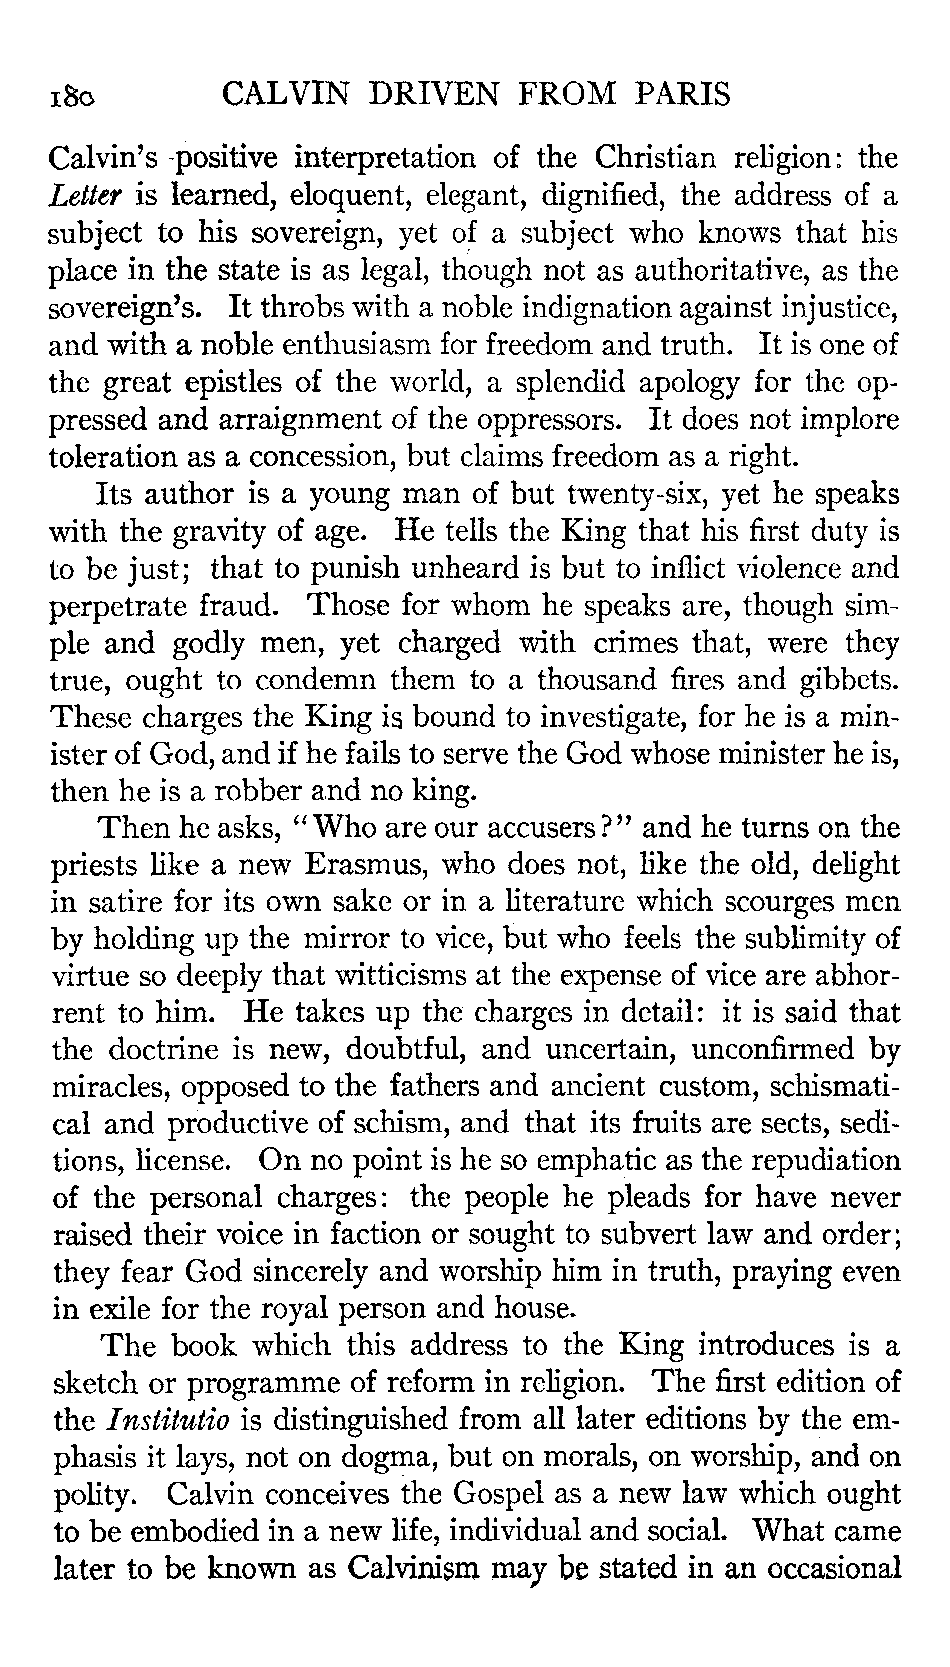 180 CALVIN DRIVEN FROM PARIS
Calvin's positive interpretation of the Christian religion: the
Letter is learned, eloquent, elegant, dignified, the address of a
subject to his sovereign, yet of a subject who knows that his
place in the state is as legal, though not as authoritative, as the
sovereign's. It throbs with a noble indignation against injustice,
and with a noble enthusiasm for freedom and truth. It is one of
the great epistles of the world, a splendid apology for the op-
pressed and arraignment of the oppressors. It does not implore
toleration as a concession, but claims freedom as a right.
Its author is a young man of but twenty-six, yet he speaks
with the gravity of age. He tells the King that his first duty is
to be just; that to punish unheard is but to inflict violence and
perpetrate fraud. Those for whom he speaks are, though sim-
ple and godly men, yet charged with crimes that, were they
true, ought to condemn them to a thousand fires and gibbets.
These charges the King is bound to investigate, for he is a min-
ister of God, and if he fails to serve the God whose minister he is,
then he is a robber and no king.
Then he asks, "Who are our accusers?" and he turns on the
priests like a new Erasmus, who does not, like the old, delight
in satire for its own sake or in a literature which scourges men
by holding up the mirror to vice, but who feels the sublimity of
virtue so deeply that witticisms at the expense of vice are abhor-
rent to him. He takes up the charges in detail: it is said that
the doctrine is new, doubtful, and uncertain, unconfirmed by
miracles, opposed to the fathers and ancient custom, schismati-
cal and productive of schism, and that its fruits are sects, sedi-
tions, license. On no point is he so emphatic as the repudiation
of the personal charges: the people he pleads for have never
raised their voice in faction or sought to subvert law and order;
they fear God sincerely and worship him in truth, praying even
in exile for the royal person and house.
The book which this address to the King introduces is a
sketch or programme of reform in religion. The first edition of
the Institutio is distinguished from all later editions by the em-
phasis it lays, not on dogma, but on morals, on worship, and on
polity. Calvin conceives the Gospel as a new law which ought
to be embodied in a new life, individual and social. What came
later to be known as Calvinism may be stated in an occasional